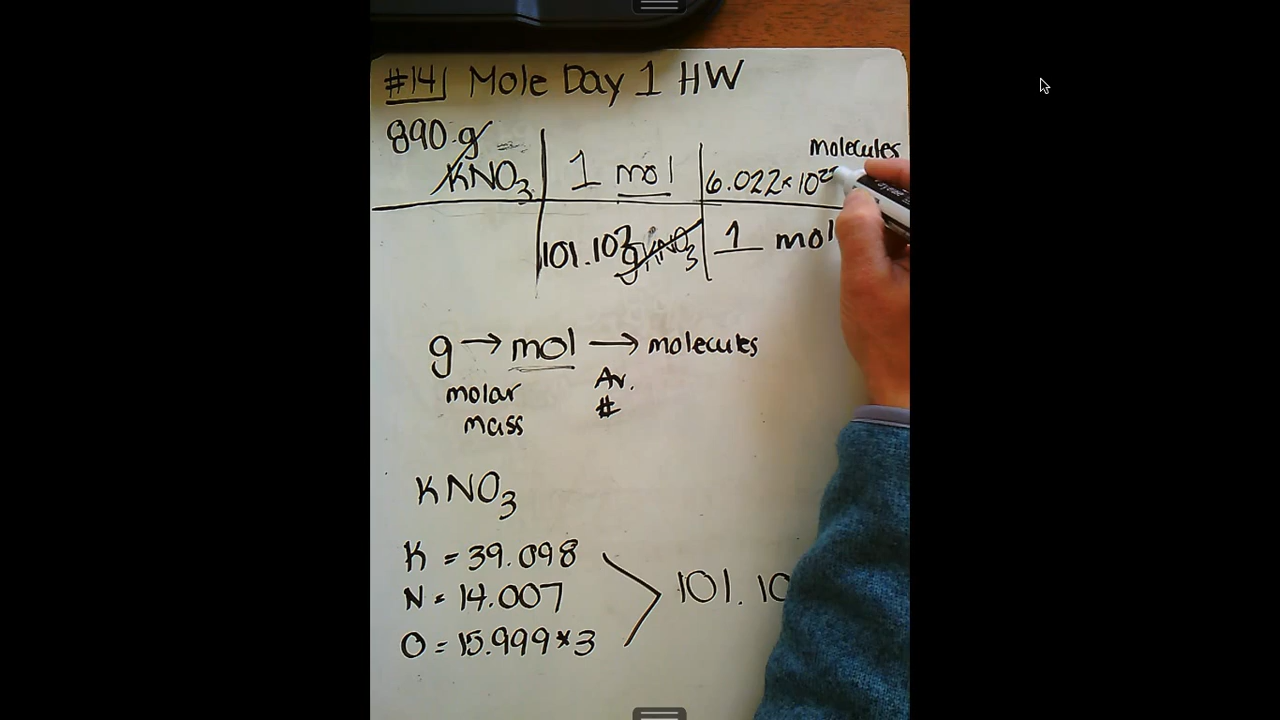 #14 Mole Day 1 HW
890.g
KNO3 1 mol 6.022×10 molecules
101.102 g KNO3 1 mol
g → mol → molecules
molar Av.
mass #
KNO3
K = 39.098
N = 14.007
O = 15.999*3
101.10